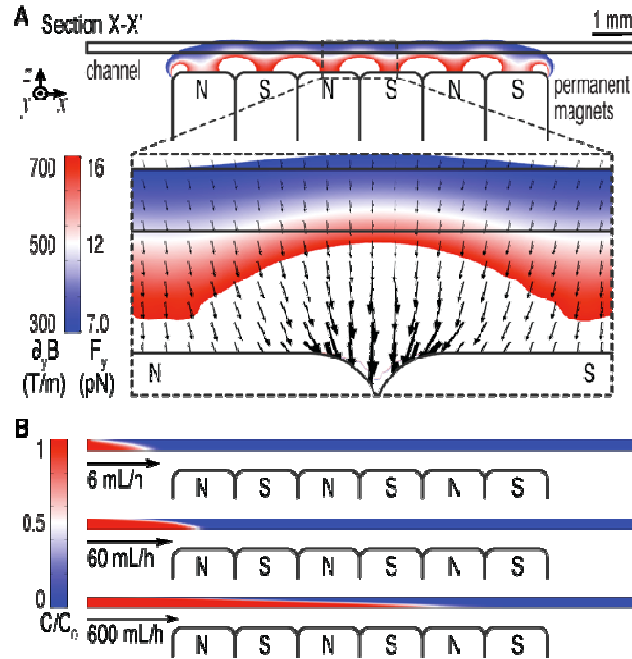 A Section X-X' 1 mm
channel
permanent
magnets
z
y x
N S N S N S
700 16
500 12
300 7.0
∂yB Fy
(T/m) (pN)
N S
B
1
0.5
0
C/C0
6 mL/h
N S N S N S
60 mL/h
N S N S N S
600 mL/h
N S N S N S